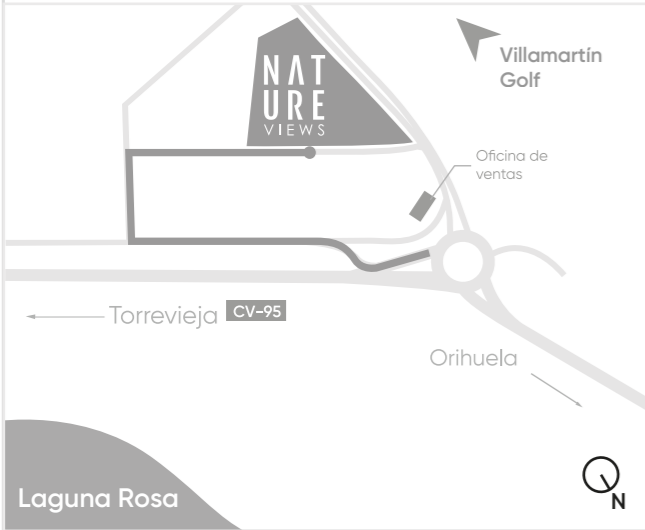 NAT
URE
VIEWS
Villamartín
Golf
Oficina de
ventas
Torrevieja CV-95
Orihuela
Laguna Rosa
N